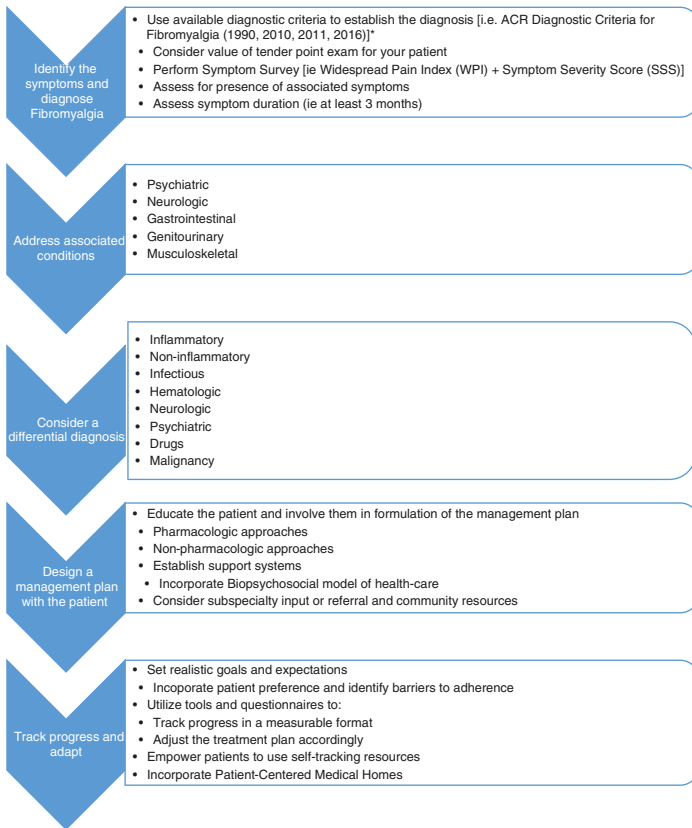 Identify the
symptoms and
diagnose
Fibromyalgia
• Use available diagnostic criteria to establish the diagnosis [i.e. ACR Diagnostic Criteria for
Fibromyalgia (1990, 2010, 2011, 2016)]*
• Consider value of tender point exam for your patient
• Perform Symptom Survey [ie Widespread Pain Index (WPI) + Symptom Severity Score (SSS)]
• Assess for presence of associated symptoms
• Assess symptom duration (ie at least 3 months)
Address associated
conditions
• Psychiatric
• Neurologic
• Gastrointestinal
• Genitourinary
• Musculoskeletal
Consider a
differential diagnosis
• Inflammatory
• Non-inflammatory
• Infectious
• Hematologic
• Neurologic
• Psychiatric
• Drugs
• Malignancy
Design a
management plan
with the patient
• Educate the patient and involve them in formulation of the management plan
• Pharmacologic approaches
• Non-pharmacologic approaches
• Establish support systems
• Incorporate Biopsychosocial model of health-care
• Consider subspecialty input or referral and community resources
Track progress and
adapt
• Set realistic goals and expectations
• Incoporate patient preference and identify barriers to adherence
• Utilize tools and questionnaires to:
• Track progress in a measurable format
• Adjust the treatment plan accordingly
• Empower patients to use self-tracking resources
• Incorporate Patient-Centered Medical Homes